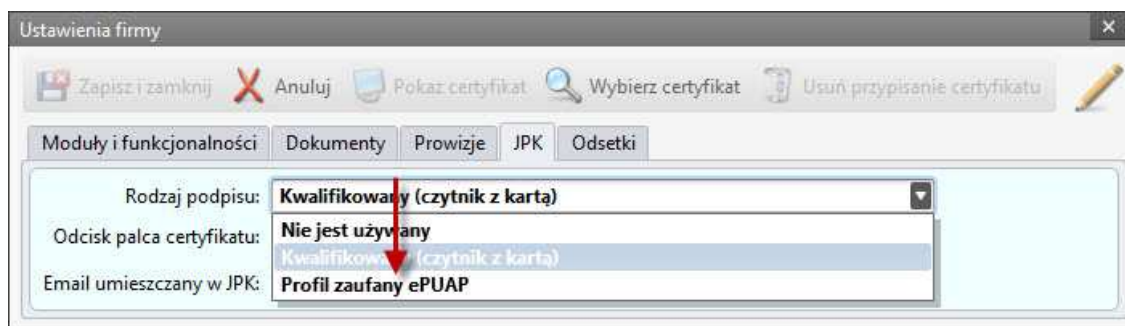 Ustawienia firmy
Zapisz i zamknij Anuluj Pokaż certyfikat Wybierz certyfikat Usuń przypisanie certyfikatu
Moduły i funkcjonalności Dokumenty Prowizje JPK Odsetki
Rodzaj podpisu: Kwalifikowany (czytnik z kartą)
Nie jest używany
Odcisk palca certyfikatu:
Kwalifikowany (czytnik z kartą)
Email umieszczany w JPK: Profil zaufany ePUAP